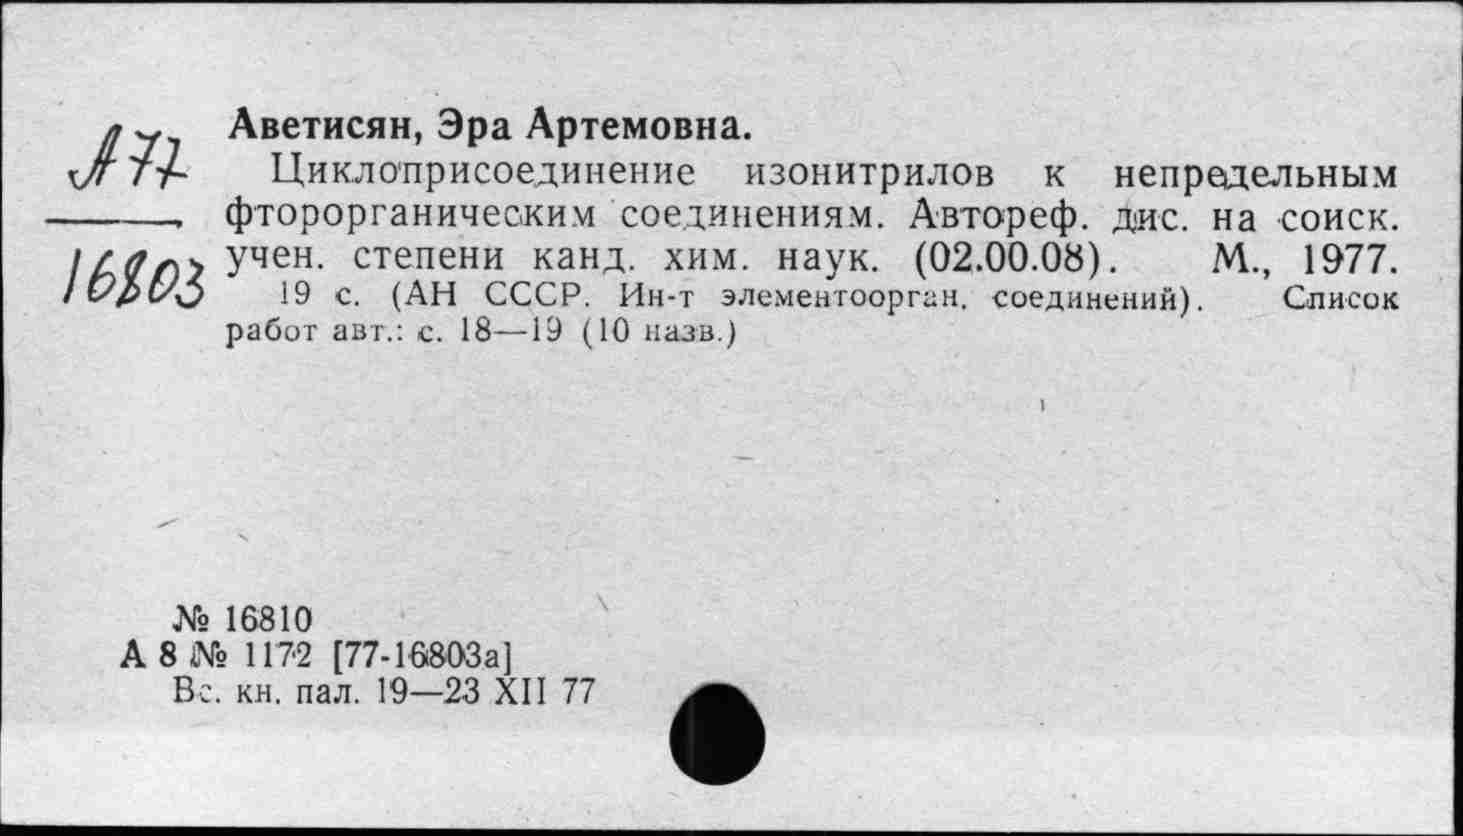 Аветисян, Эра Артемовна.
Циклоприсоединение изонитрилов к непредельным
фторорганическим соединениям. Автореф. дис. на соиск.
учен. степени канд. хим. наук. (02.00.08). М., 1977.
19 с. (АН СССР. Ин-т элементоорган. соединений). Список
работ авт.: с. 18—19 (10 назв.)
А77
16803
№ 16810
А 8 № 1172 [77-16803а]
Вс. кн. пал. 19—23 XII 77